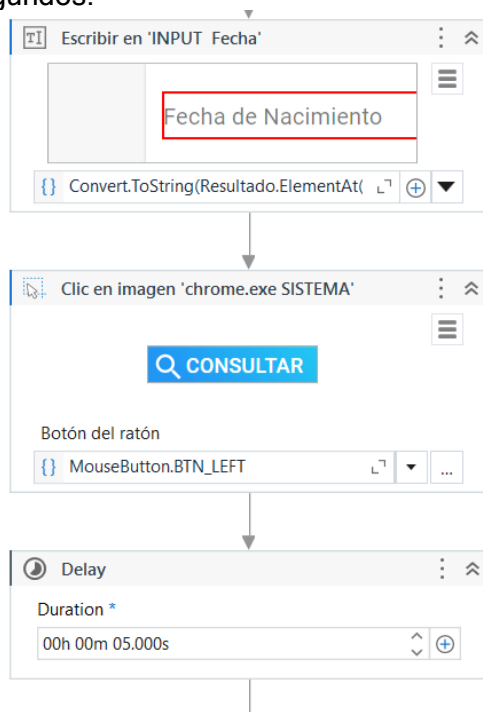 Escribir en 'INPUT Fecha'
Fecha de Nacimiento
{} Convert.ToString(Resultado.ElementAt(
Clic en imagen 'chrome.exe SISTEMA'
CONSULTAR
Botón del ratón
{} MouseButton.BTN_LEFT
...
Delay
Duration *
00h 00m 05.000s